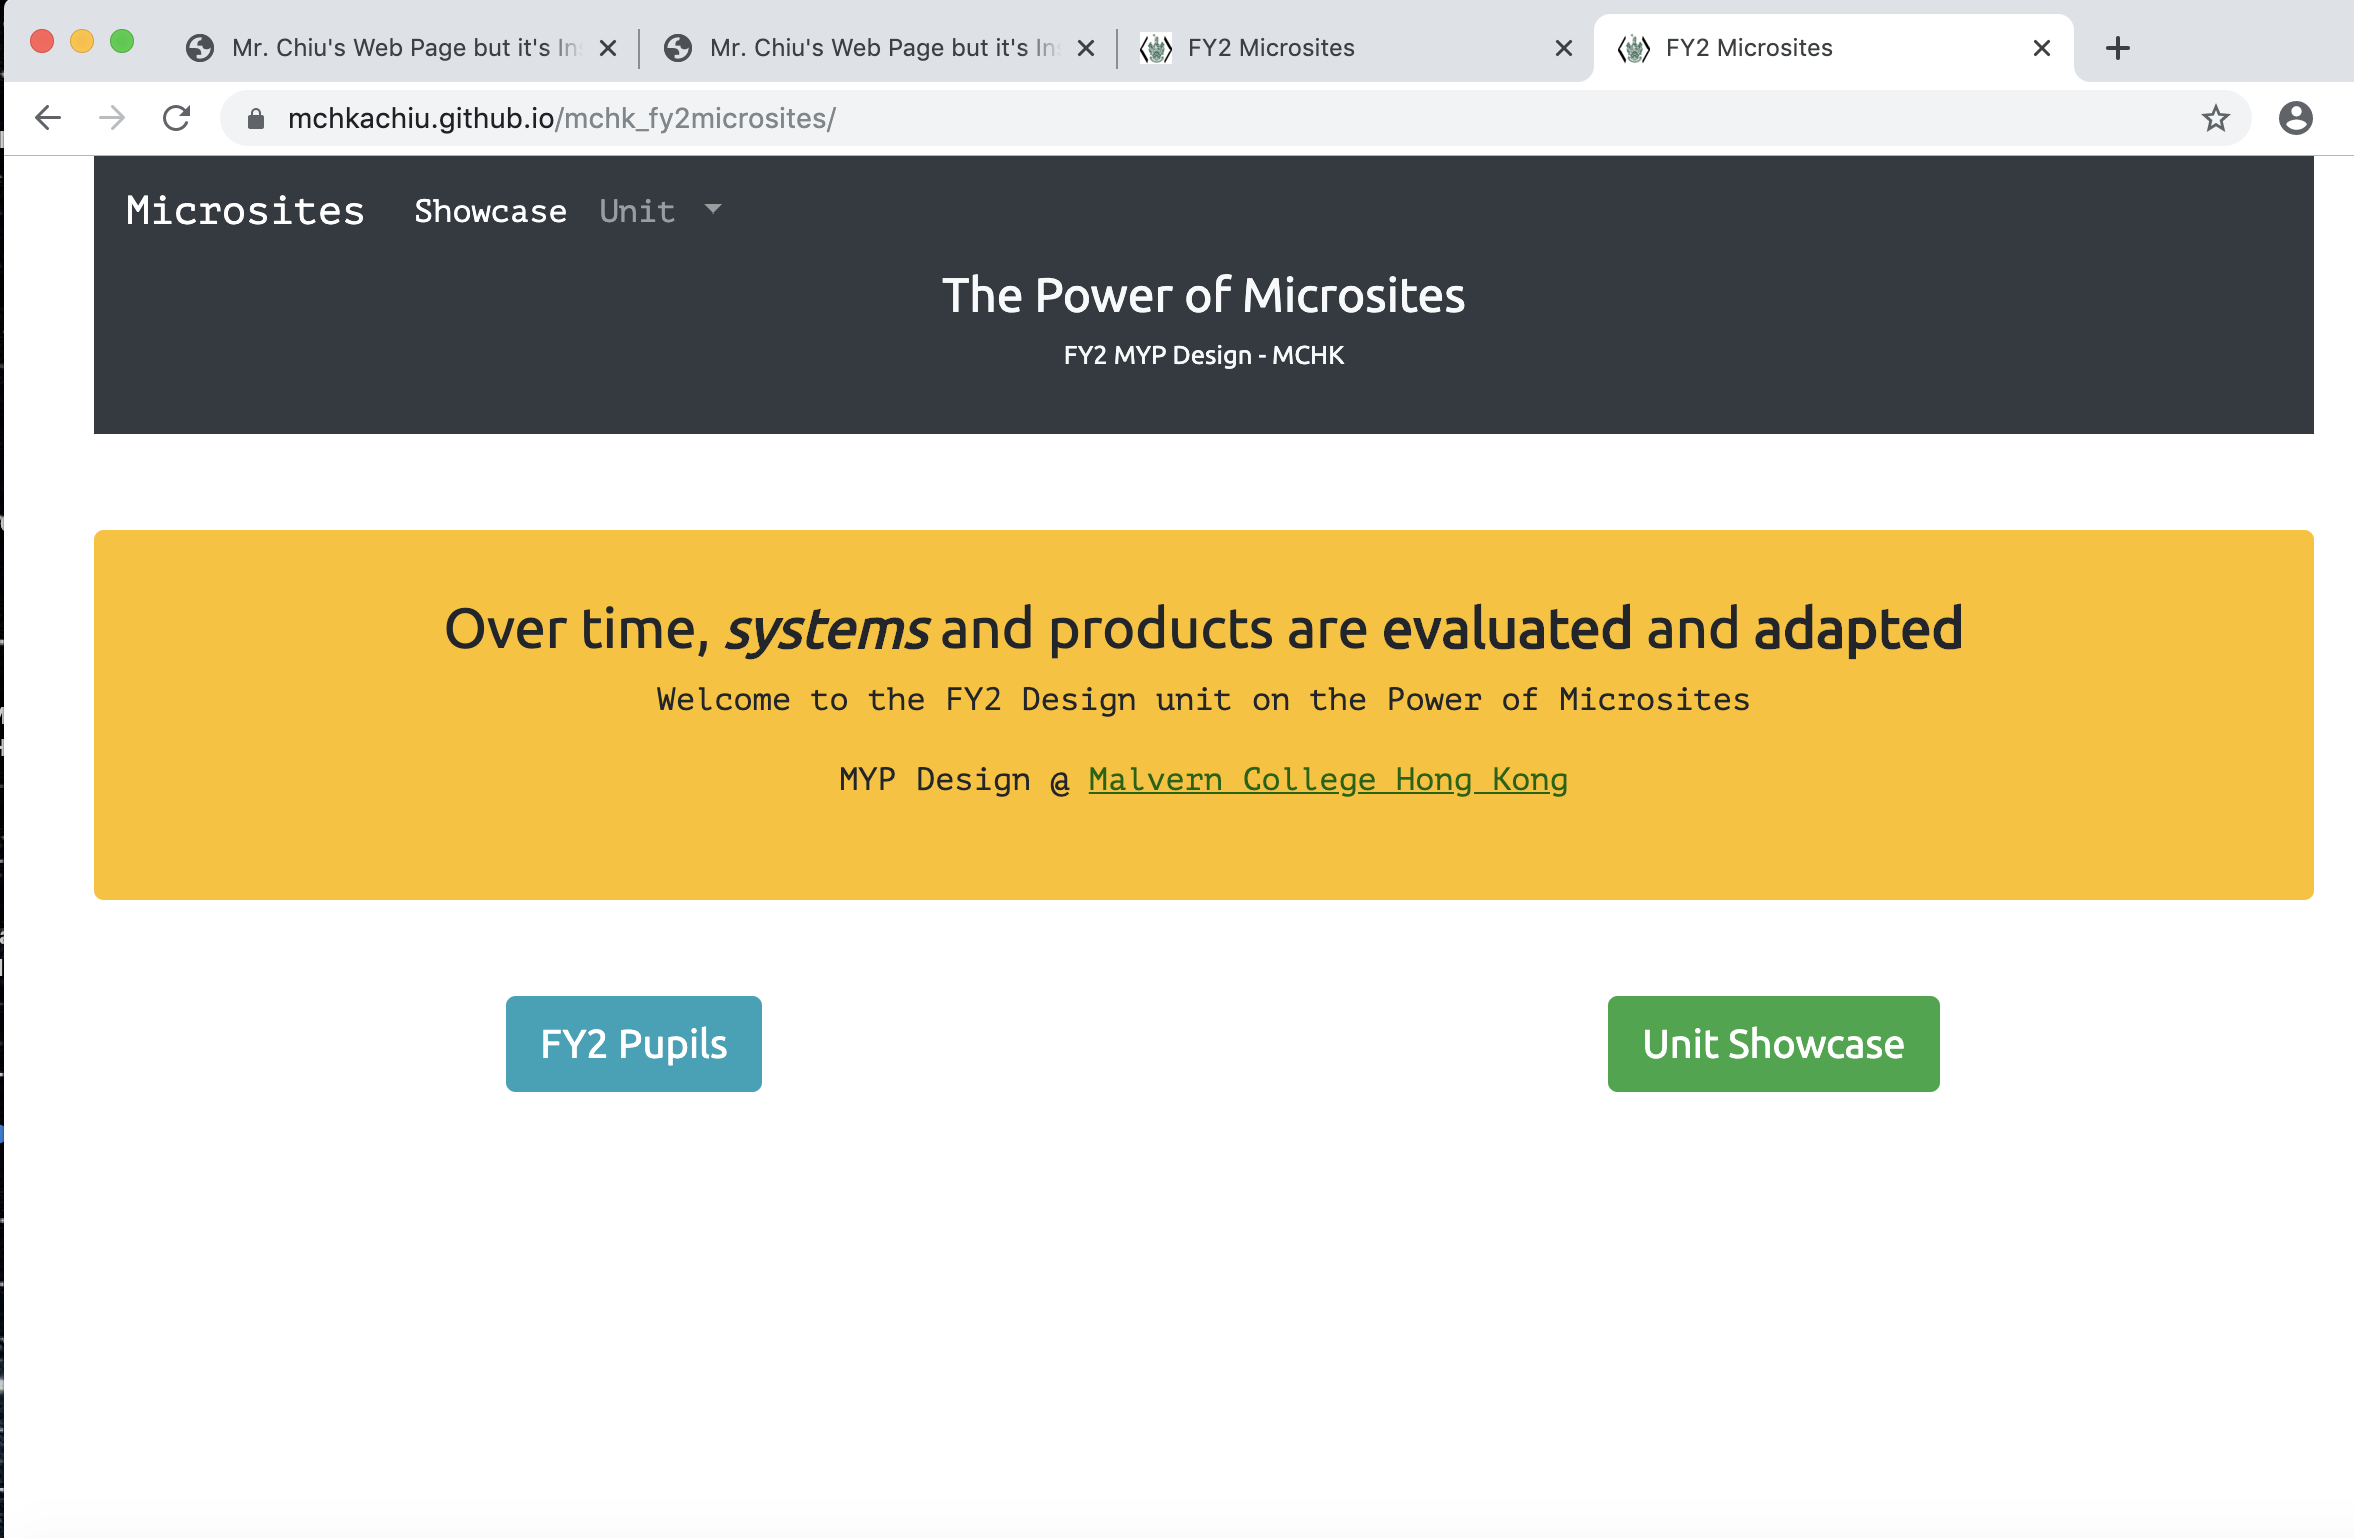 Mr. Chiu's Web Page but it's In
Mr. Chiu's Web Page but it's In
FY2 Microsites
FY2 Microsites
mchkachiu.github.io/mchk_fy2microsites/
Microsites Showcase Unit
The Power of Microsites
FY2 MYP Design - MCHK
Over time, systems and products are evaluated and adapted
Welcome to the FY2 Design unit on the Power of Microsites
MYP Design @ Malvern College Hong Kong
FY2 Pupils
Unit Showcase